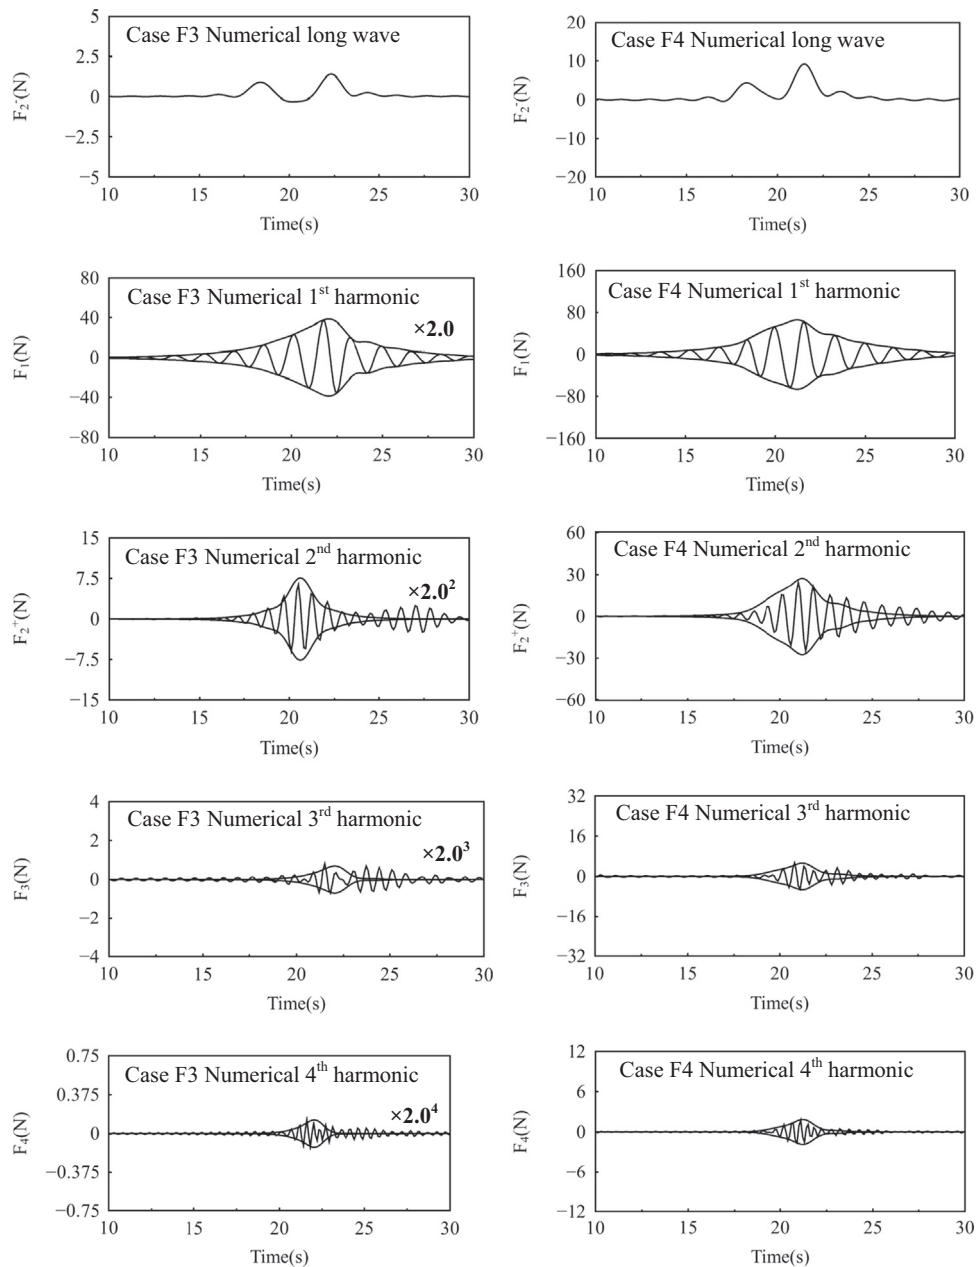 Case F3 Numerical long wave
F₂⁻(N)
5
2.5
0
−2.5
−5
10 15 20 25 30
Time(s)
Case F4 Numerical long wave
F₂⁻(N)
20
10
0
−10
−20
10 15 20 25 30
Time(s)
Case F3 Numerical 1ˢᵗ harmonic
×2.0
F₁(N)
80
40
0
−40
−80
10 15 20 25 30
Time(s)
Case F4 Numerical 1ˢᵗ harmonic
F₁(N)
160
80
0
−80
−160
10 15 20 25 30
Time(s)
Case F3 Numerical 2ⁿᵈ harmonic
×2.0²
F₂⁺(N)
15
7.5
0
−7.5
−15
10 15 20 25 30
Time(s)
Case F4 Numerical 2ⁿᵈ harmonic
F₂⁺(N)
60
30
0
−30
−60
10 15 20 25 30
Time(s)
Case F3 Numerical 3ʳᵈ harmonic
×2.0³
F₃(N)
4
2
0
−2
−4
10 15 20 25 30
Time(s)
Case F4 Numerical 3ʳᵈ harmonic
F₃(N)
32
16
0
−16
−32
10 15 20 25 30
Time(s)
Case F3 Numerical 4ᵗʰ harmonic
×2.0⁴
F₄(N)
0.75
0.375
0
−0.375
−0.75
10 15 20 25 30
Time(s)
Case F4 Numerical 4ᵗʰ harmonic
F₄(N)
12
6
0
−6
−12
10 15 20 25 30
Time(s)